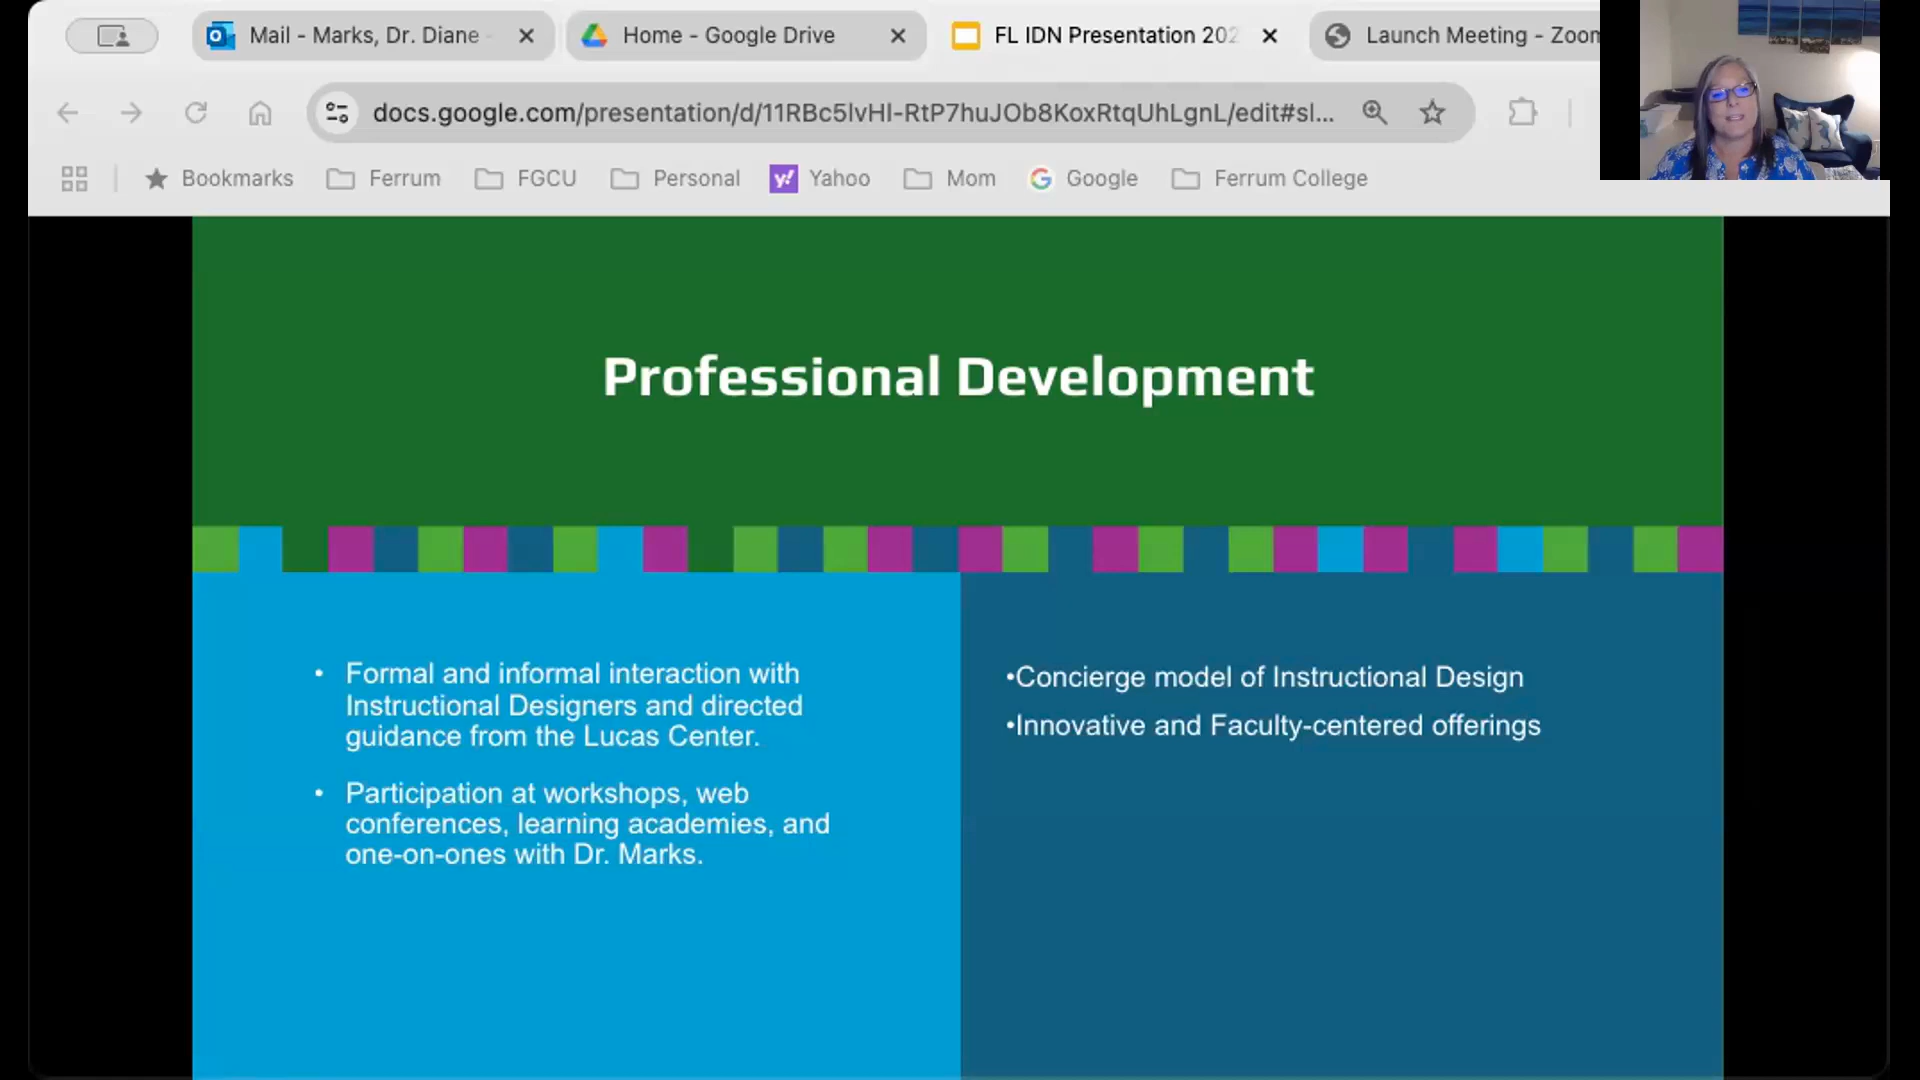 Mail - Marks, Dr. Diane -
Home - Google Drive
FL IDN Presentation 202
Launch Meeting - Zoom
docs.google.com/presentation/d/11RBc5lvHI-RtP7huJOb8KoxRtqUhLgnL/edit#sl...
Bookmarks
Ferrum
FGCU
Personal
Yahoo
Mom
Google
Ferrum College
Professional Development
• Formal and informal interaction with
Instructional Designers and directed
guidance from the Lucas Center.
• Participation at workshops, web
conferences, learning academies, and
one-on-ones with Dr. Marks.
•Concierge model of Instructional Design
•Innovative and Faculty-centered offerings